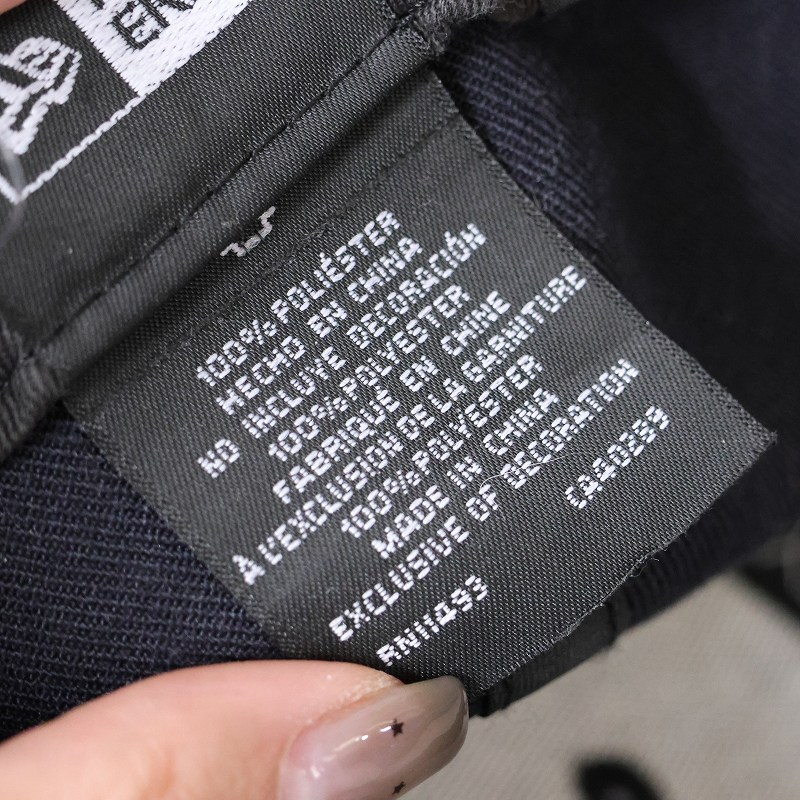 100% POLIÉSTER
HECHO EN CHINA
NO INCLUYE DECORACIÓN
100% POLYESTER
FABRIQUÉ EN CHINE
À L'EXCLUSION DE LA GARNITURE
100% POLYESTER
MADE IN CHINA
EXCLUSIVE OF DECORATION
RN11493 CA40289